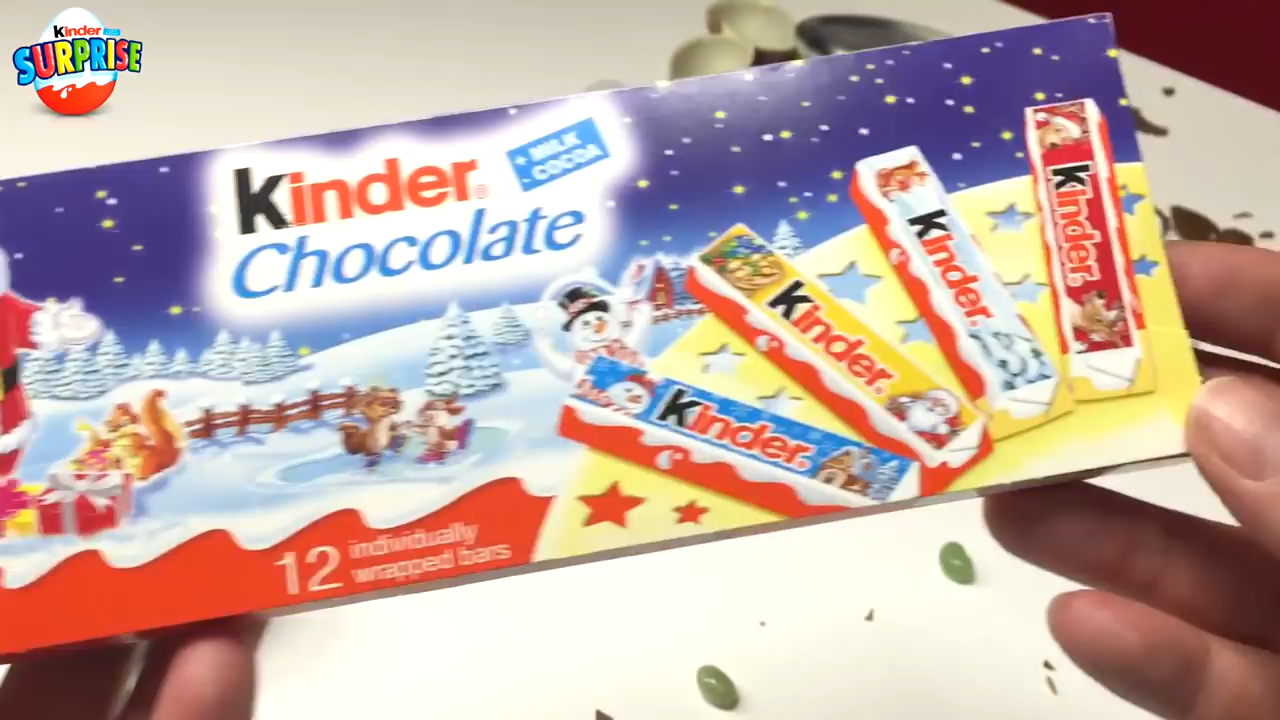 Kinder
SURPRISE
Kinder
Chocolate
+ MILK
- COCOA
Kinder
Kinder
Kinder
Kinder
12 individually
wrapped bars